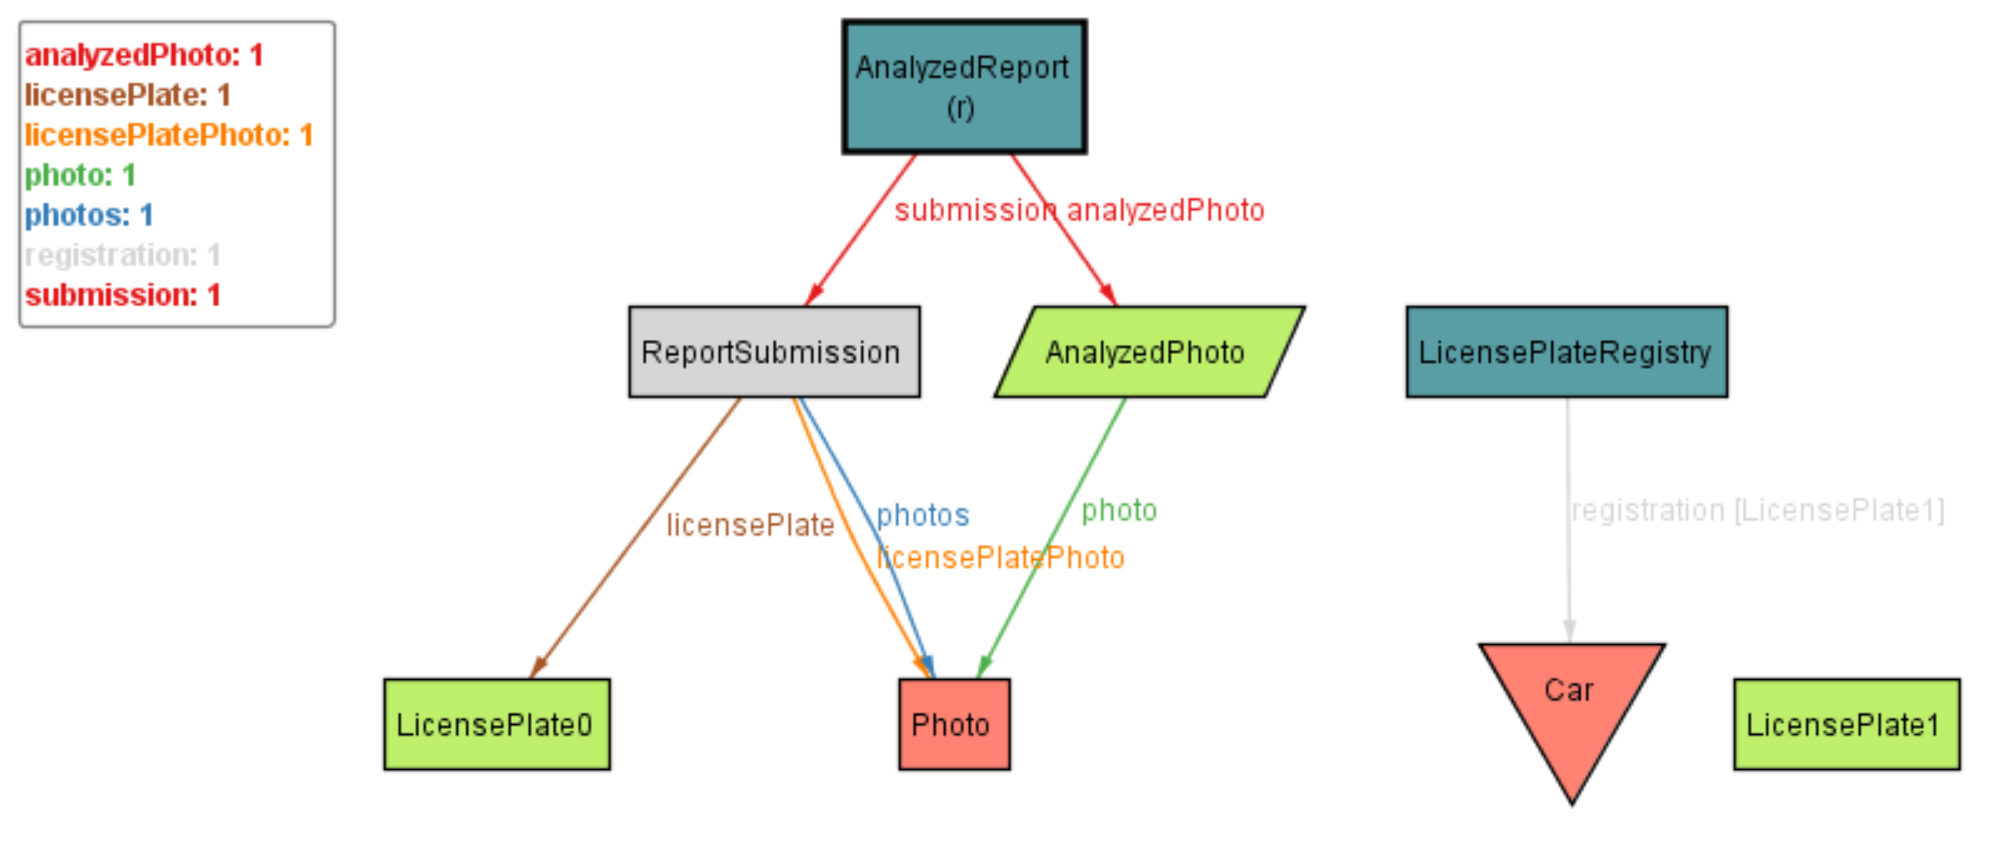 analyzedPhoto: 1
licensePlate: 1
licensePlatePhoto: 1
photo: 1
photos: 1
registration: 1
submission: 1
AnalyzedReport
(r)
submission analyzedPhoto
ReportSubmission
AnalyzedPhoto
LicensePlateRegistry
licensePlate
photos
licensePlatePhoto
photo
registration [LicensePlate1]
LicensePlate0
Photo
Car
LicensePlate1